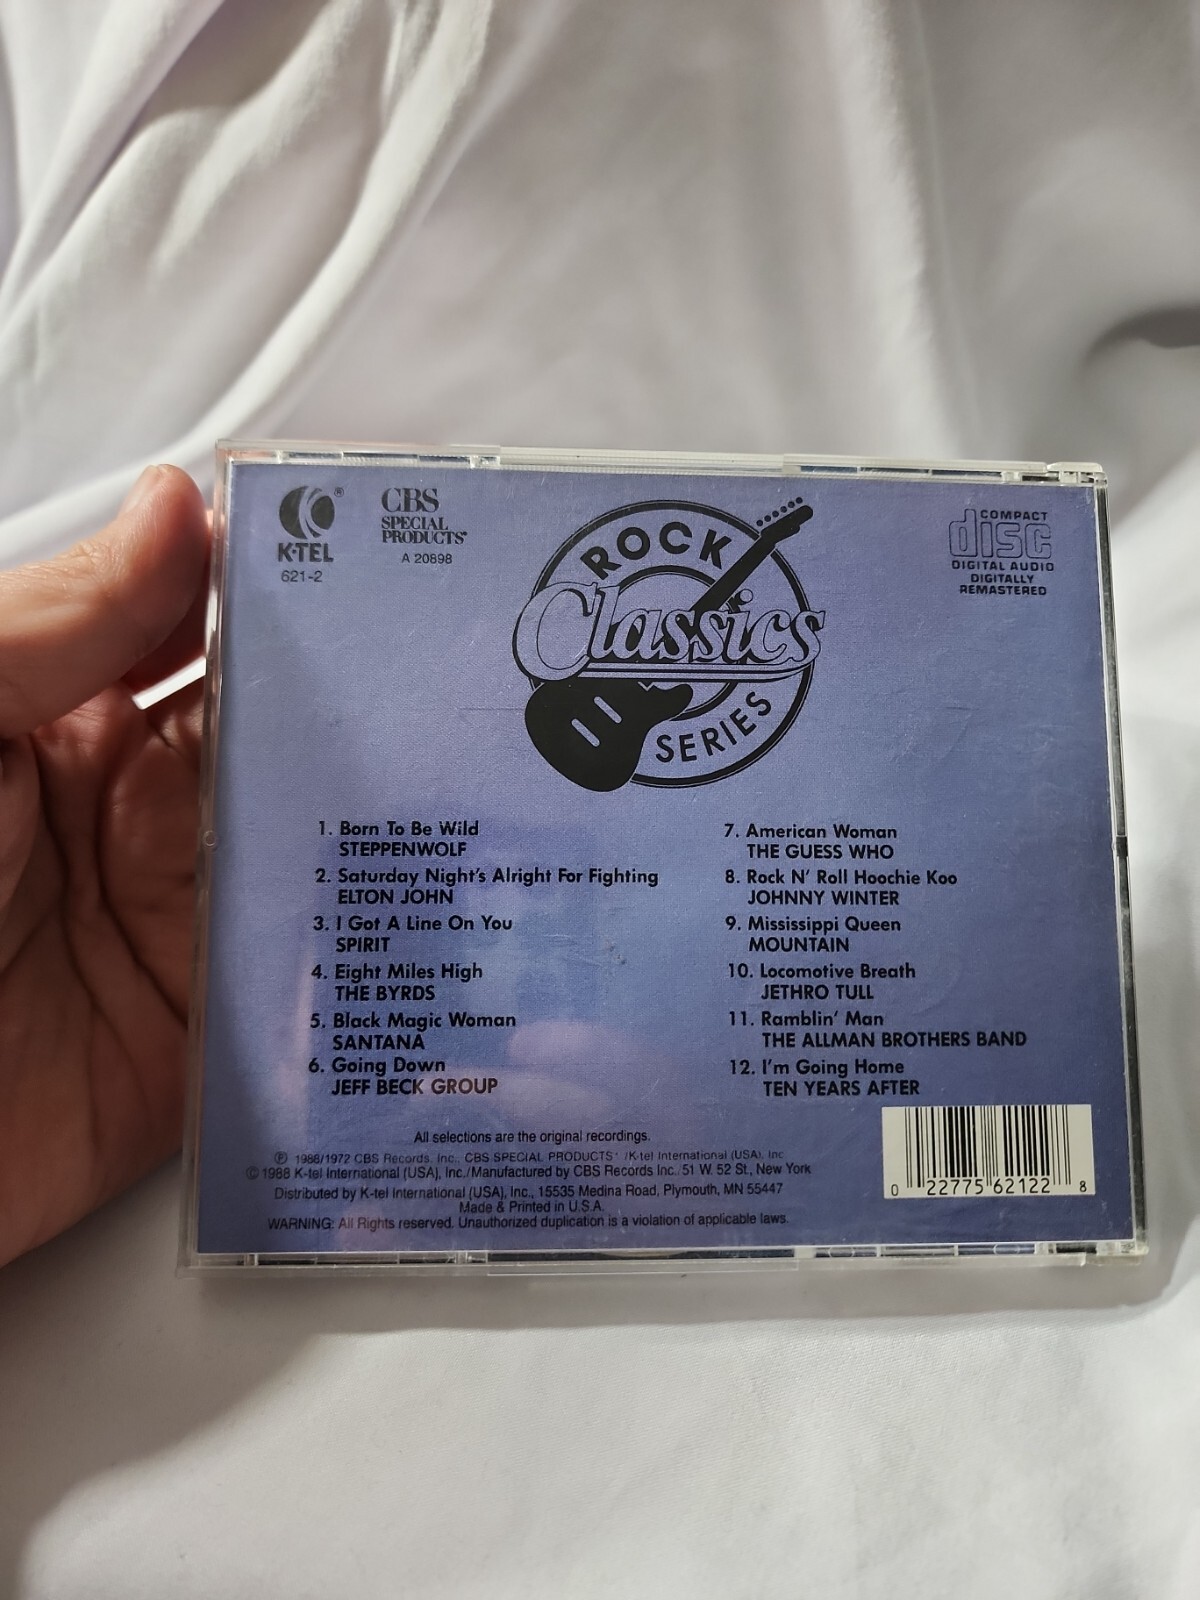 K-TEL®
621-2
CBS
SPECIAL
PRODUCTS
A 20898
ROCK
Classics
SERIES
COMPACT
disc
DIGITAL AUDIO
DIGITALLY
REMASTERED
1. Born To Be Wild
STEPPENWOLF
2. Saturday Night's Alright For Fighting
ELTON JOHN
3. I Got A Line On You
SPIRIT
4. Eight Miles High
THE BYRDS
5. Black Magic Woman
SANTANA
6. Going Down
JEFF BECK GROUP
7. American Woman
THE GUESS WHO
8. Rock N' Roll Hoochie Koo
JOHNNY WINTER
9. Mississippi Queen
MOUNTAIN
10. Locomotive Breath
JETHRO TULL
11. Ramblin' Man
THE ALLMAN BROTHERS BAND
12. I'm Going Home
TEN YEARS AFTER
All selections are the original recordings.
℗ /1972 CBS Records, Inc., CBS SPECIAL PRODUCTS /K-tel International (USA), Inc
© 1988 K-tel International (USA), Inc./Manufactured by CBS Records Inc. 51 W. 52 St., New York
Distributed by K-tel International (USA), Inc., 15535 Medina Road, Plymouth, MN 55447
Made & Printed in U.S.A.
WARNING: All Rights reserved. Unauthorized duplication is a violation of applicable laws.
0 22775 62122 8